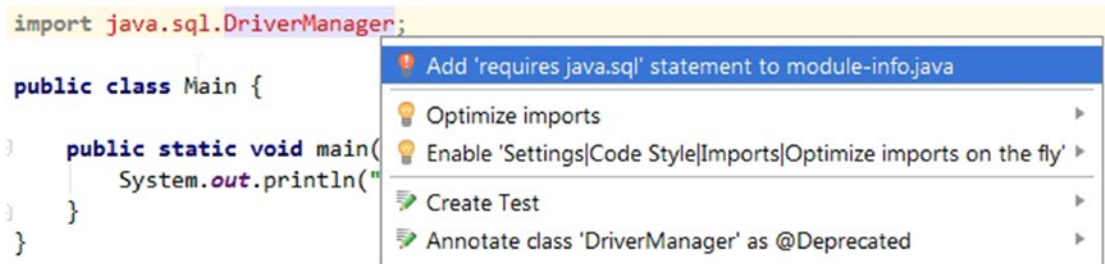 import java.sql.DriverManager;
Add 'requires java.sql' statement to module-info.java
public class Main {
Optimize imports
public static void main(
Enable 'Settings|Code Style|Imports|Optimize imports on the fly'
System.out.println("
Create Test
}
Annotate class 'DriverManager' as @Deprecated
}